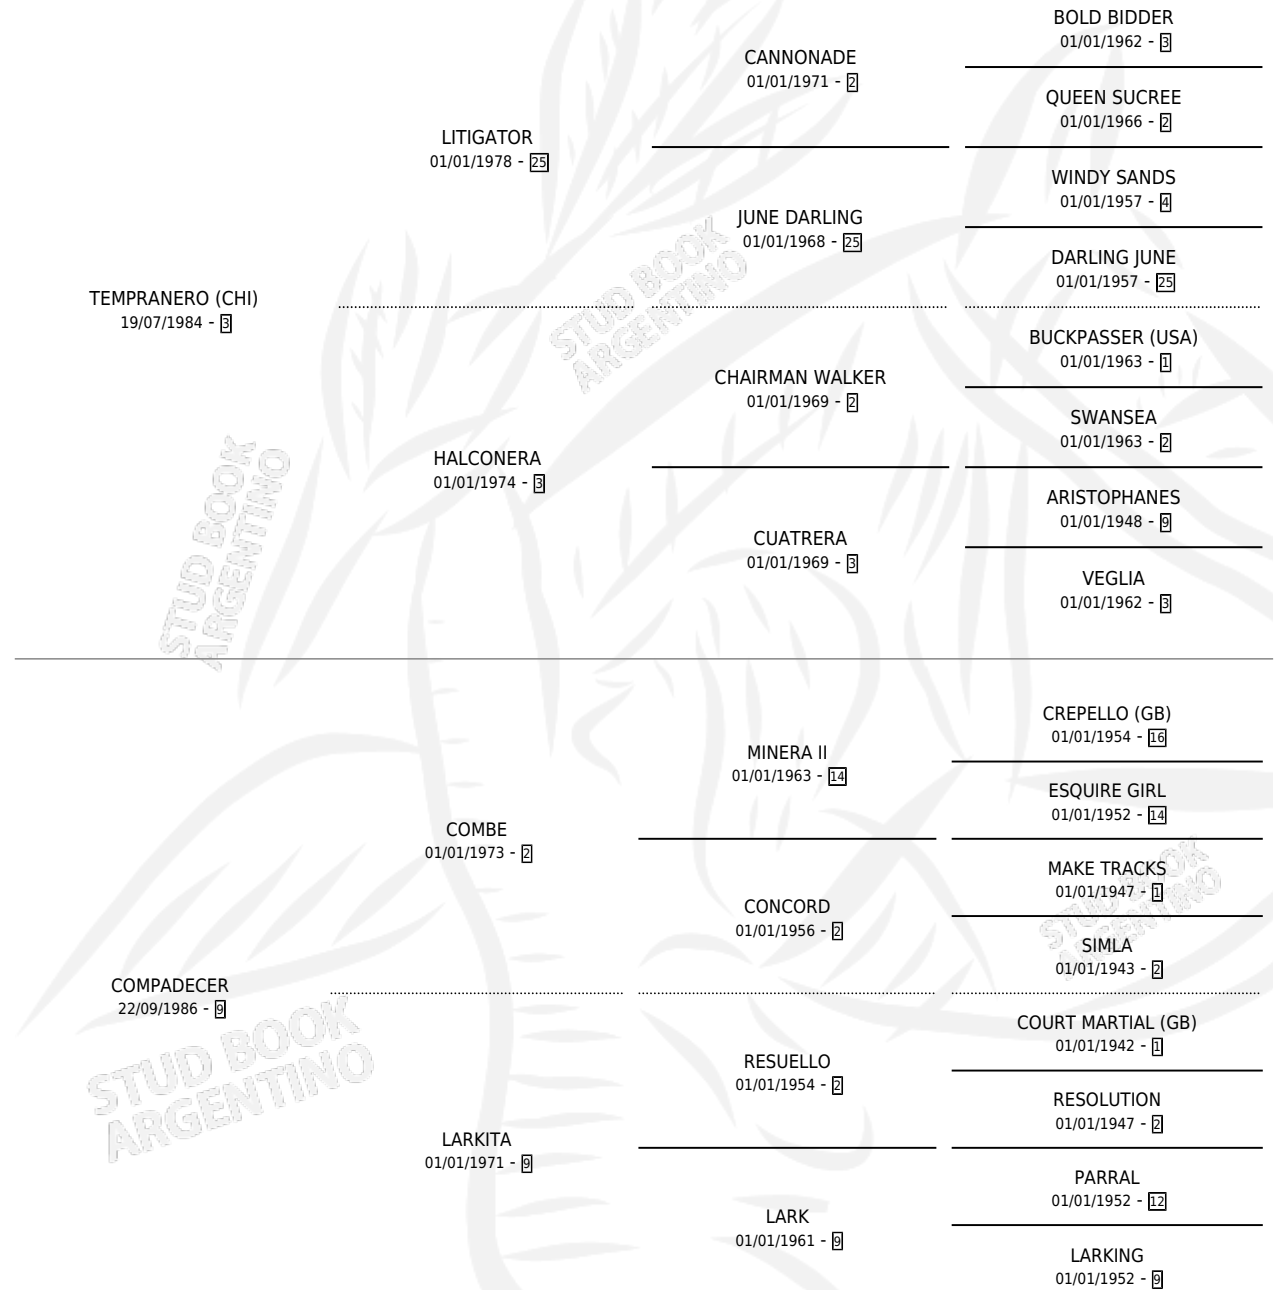 BOLD BIDDER
01/01/1962 - 3
CANNONADE
01/01/1971 - 2
QUEEN SUCREE
01/01/1966 - 2
LITIGATOR
01/01/1978 - 25
WINDY SANDS
01/01/1957 - 4
JUNE DARLING
01/01/1968 - 25
DARLING JUNE
01/01/1957 - 25
TEMPRANERO (CHI)
19/07/1984 - 3
STUD BOOK
ARGENTINO
BUCKPASSER (USA)
01/01/1963 - 1
CHAIRMAN WALKER
01/01/1969 - 2
SWANSEA
01/01/1963 - 2
HALCONERA
01/01/1974 - 3
ARISTOPHANES
01/01/1948 - 9
CUATRERA
01/01/1969 - 3
VEGLIA
01/01/1962 - 3
STUD BOOK
ARGENTINO
CREPELLO (GB)
01/01/1954 - 16
MINERA II
01/01/1963 - 14
ESQUIRE GIRL
01/01/1952 - 14
COMBE
01/01/1973 - 2
MAKE TRACKS
01/01/1947 - 1
CONCORD
01/01/1956 - 2
STUD BOOK
ARGENTINO
SIMLA
01/01/1943 - 2
COMPADECER
22/09/1986 - 9
COURT MARTIAL (GB)
01/01/1942 - 1
STUD BOOK
ARGENTINO
RESUELLO
01/01/1954 - 2
RESOLUTION
01/01/1947 - 2
LARKITA
01/01/1971 - 9
PARRAL
01/01/1952 - 12
LARK
01/01/1961 - 9
LARKING
01/01/1952 - 9